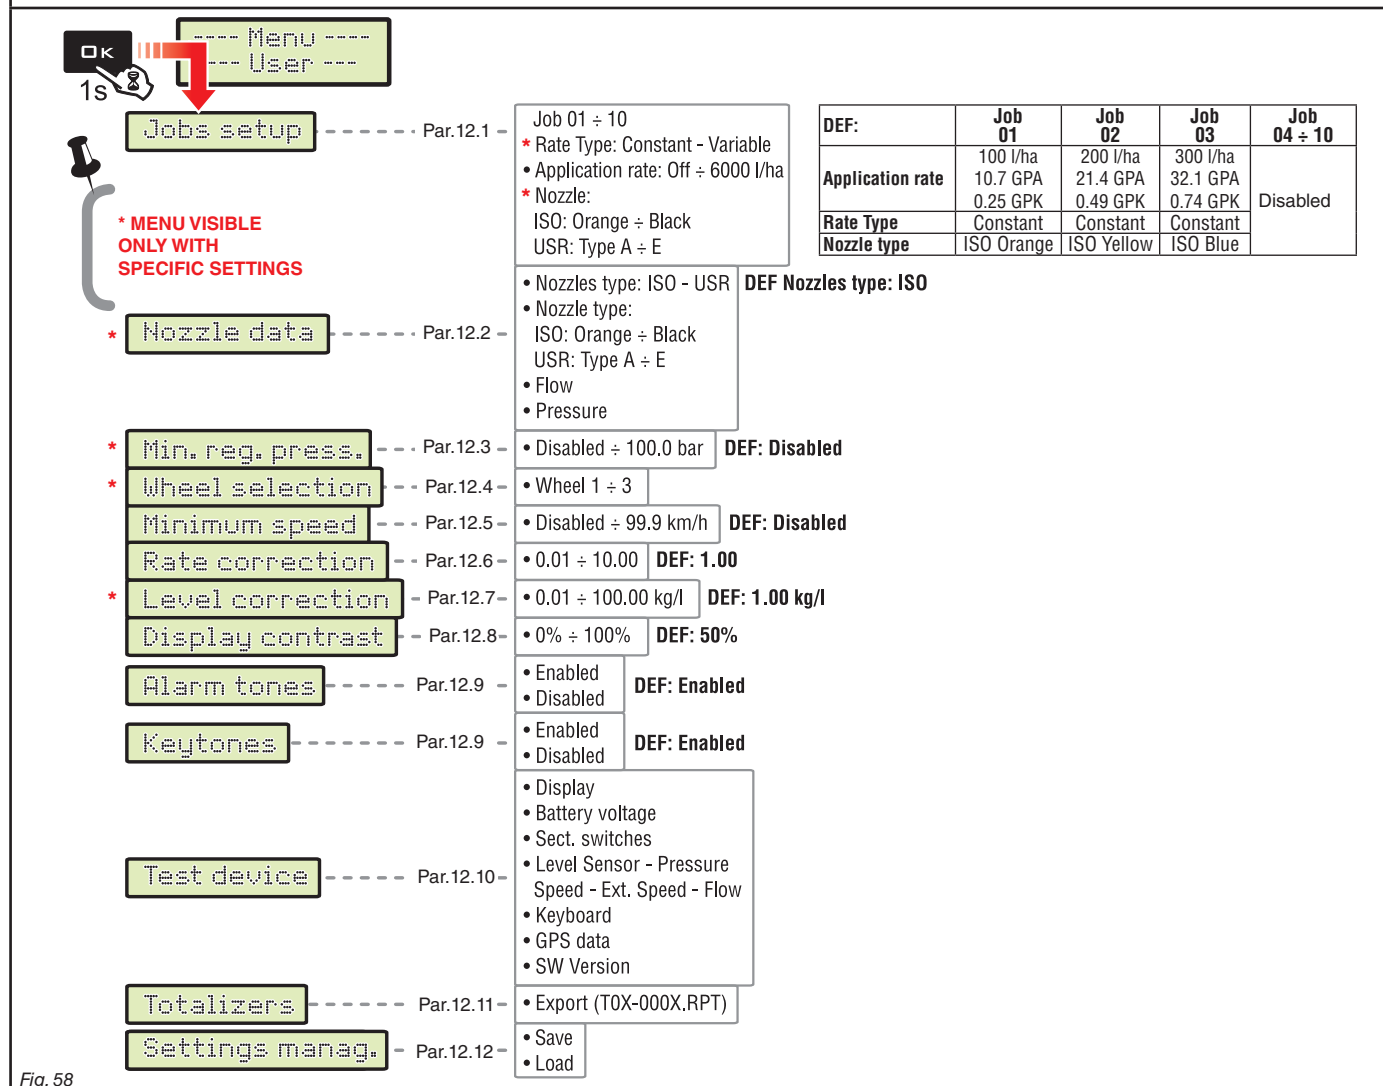 OK
1s
---- Menu ----
--- User ---
Jobs setup
Par.12.1
Job 01 ÷ 10
* Rate Type: Constant - Variable
• Application rate: Off ÷ 6000 l/ha
* Nozzle:
ISO: Orange ÷ Black
USR: Type A ÷ E
DEF: Job 01 Job 02 Job 03 Job 04 ÷ 10
Application rate 100 l/ha 200 l/ha 300 l/ha Disabled
10.7 GPA 21.4 GPA 32.1 GPA
0.25 GPK 0.49 GPK 0.74 GPK
Rate Type Constant Constant Constant
Nozzle type ISO Orange ISO Yellow ISO Blue
* MENU VISIBLE
ONLY WITH
SPECIFIC SETTINGS
* Nozzle data
Par.12.2
• Nozzles type: ISO - USR
DEF Nozzles type: ISO
• Nozzle type:
ISO: Orange ÷ Black
USR: Type A ÷ E
• Flow
• Pressure
* Min. reg. press. Par.12.3 • Disabled ÷ 100.0 bar DEF: Disabled
* Wheel selection Par.12.4 • Wheel 1 ÷ 3
Minimum speed Par.12.5 • Disabled ÷ 99.9 km/h DEF: Disabled
Rate correction Par.12.6 • 0.01 ÷ 10.00 DEF: 1.00
* Level correction Par.12.7 • 0.01 ÷ 100.00 kg/l DEF: 1.00 kg/l
Display contrast Par.12.8 • 0% ÷ 100% DEF: 50%
Alarm tones Par.12.9
• Enabled
• Disabled
DEF: Enabled
Keytones Par.12.9
• Enabled
• Disabled
DEF: Enabled
Test device Par.12.10
• Display
• Battery voltage
• Sect. switches
• Level Sensor - Pressure
Speed - Ext. Speed - Flow
• Keyboard
• GPS data
• SW Version
Totalizers Par.12.11 • Export (T0X-000X.RPT)
Settings manag. Par.12.12
• Save
• Load
Fig. 58